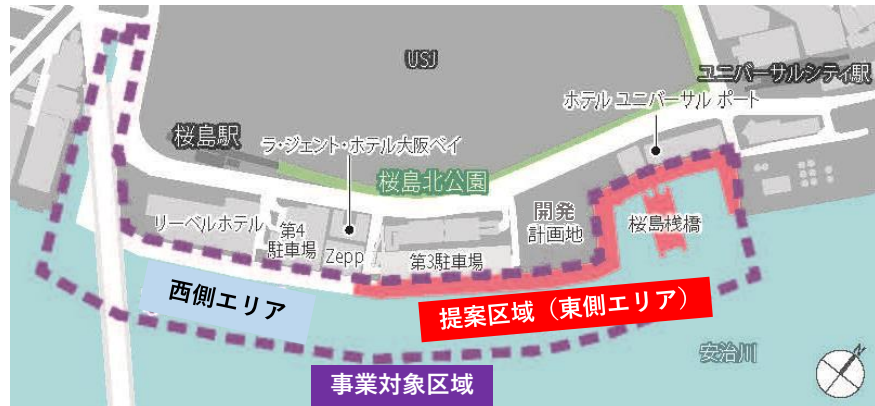 USJ
ユニバーサルシティ駅
ホテル ユニバーサル ポート
桜島駅
ラ・ジェント・ホテル大阪ベイ
桜島北公園
リーベルホテル
第4
駐車場
Zepp
第3駐車場
開発
計画地
桜島桟橋
西側エリア
提案区域（東側エリア）
安治川
事業対象区域
N